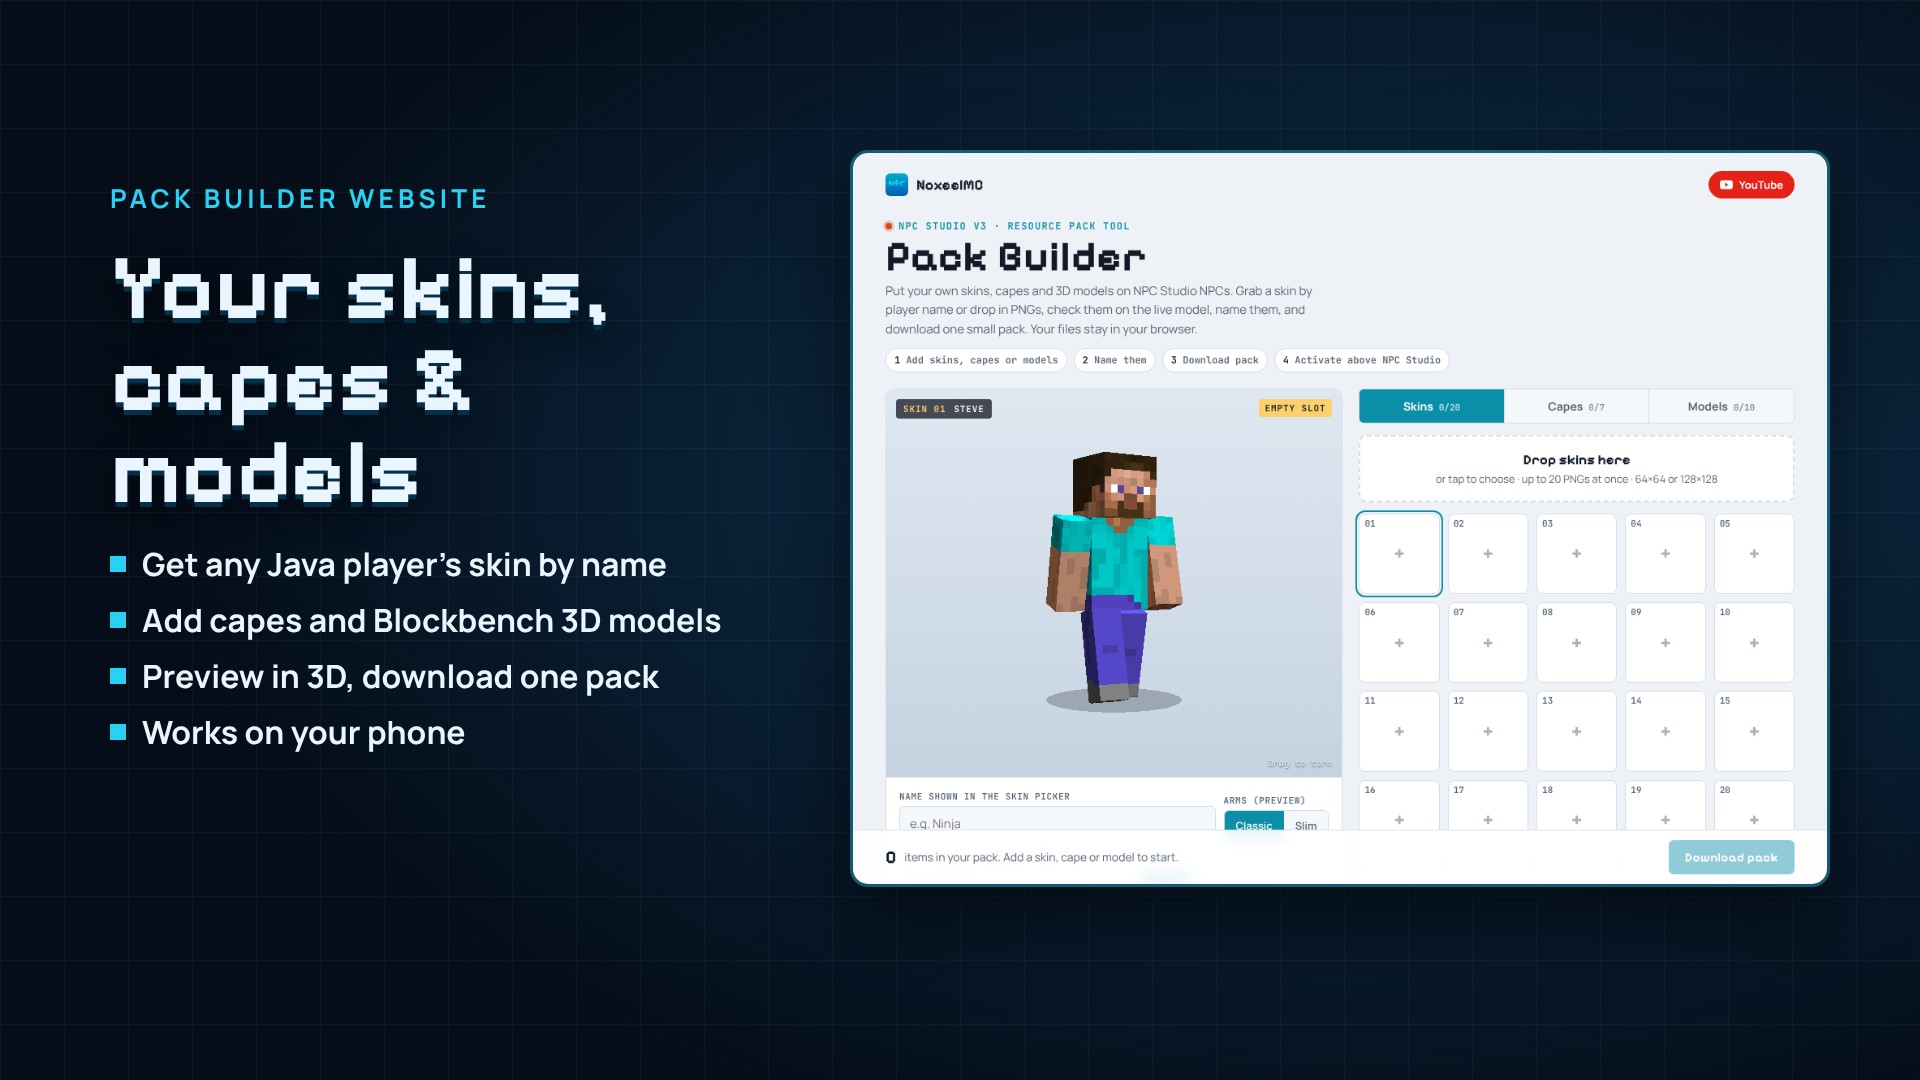 PACK BUILDER WEBSITE
Your skins,
capes &
models
Get any Java player’s skin by name
Add capes and Blockbench 3D models
Preview in 3D, download one pack
Works on your phone
NoxeelMC
YouTube
NPC STUDIO V3 · RESOURCE PACK TOOL
Pack Builder
Put your own skins, capes and 3D models on NPC Studio NPCs. Grab a skin by
player name or drop in PNGs, check them on the live model, name them, and
download one small pack. Your files stay in your browser.
1 Add skins, capes or models
2 Name them
3 Download pack
4 Activate above NPC Studio
SKIN 01 STEVE
EMPTY SLOT
Drag to turn
NAME SHOWN IN THE SKIN PICKER
e.g. Ninja
ARMS (PREVIEW)
Classic
Slim
Skins 0/20
Capes 0/7
Models 0/10
Drop skins here
or tap to choose · up to 20 PNGs at once · 64×64 or 128×128
01 02 03 04 05
06 07 08 09 10
11 12 13 14 15
16 17 18 19 20
0 items in your pack. Add a skin, cape or model to start.
Download pack